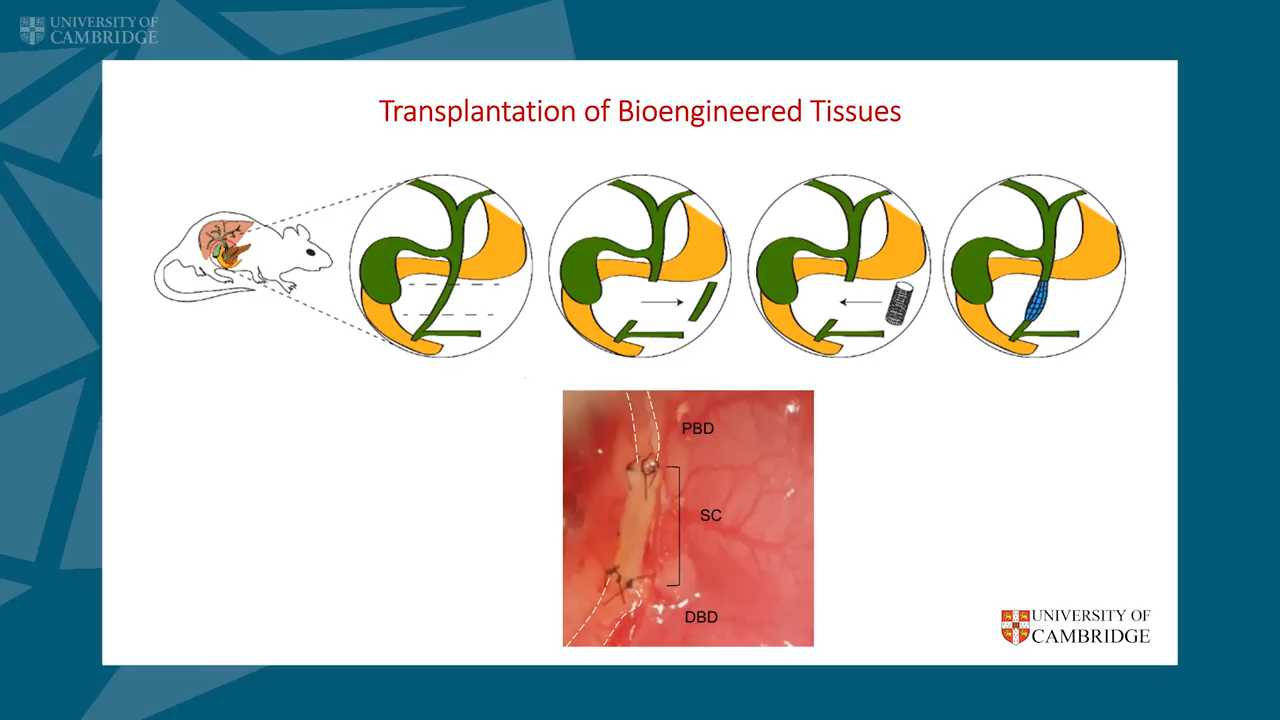 UNIVERSITY OF
CAMBRIDGE
Transplantation of Bioengineered Tissues
PBD
SC
DBD
UNIVERSITY OF
CAMBRIDGE